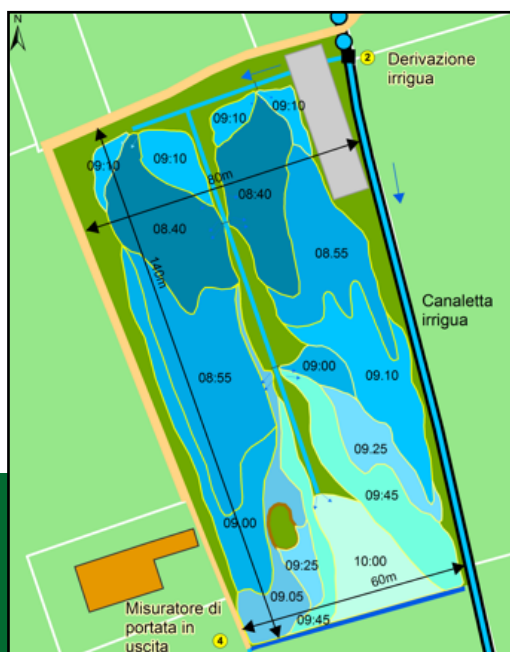 N
2
Derivazione
irrigua
09:10
09:10
09:10
09:10
80m
08.40
08:40
140m
08.55
Canaletta
irrigua
09:00
08:55
09.10
09.25
09:45
09.00
09:25
10:00
09.05
60m
09:45
Misuratore di
portata in
uscita
4